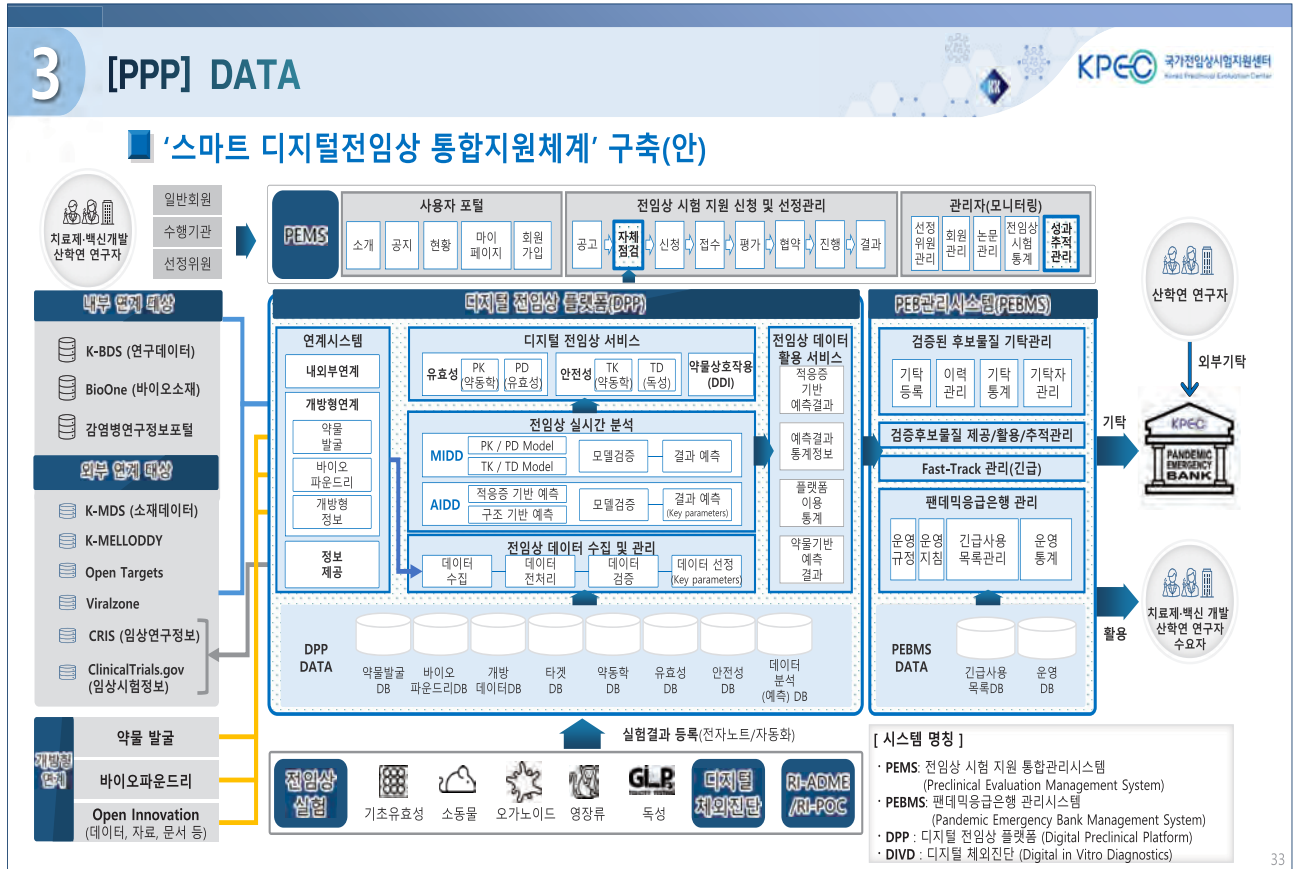 3
[PPP] DATA
KPEC 국가전임상시험지원센터
Korea Preclinical Evaluation Center
'스마트 디지털전임상 통합지원체계' 구축(안)
치료제·백신개발
산학연 연구자
일반회원
수행기관
선정위원
PEMS
사용자 포털
소개
공지
현황
마이
페이지
회원
가입
전임상 시험 지원 신청 및 선정관리
공고
자체
점검
신청
접수
평가
협약
진행
결과
관리자(모니터링)
선정
위원
관리
회원
관리
논문
관리
전임상
시험
통계
성과
추적
관리
내부 연계 대상
K-BDS (연구데이터)
BioOne (바이오소재)
감염병연구정보포털
외부 연계 대상
K-MDS (소재데이터)
K-MELLODDY
Open Targets
Viralzone
CRIS (임상연구정보)
ClinicalTrials.gov
(임상시험정보)
개방형
연계
약물 발굴
바이오파운드리
Open Innovation
(데이터, 자료, 문서 등)
디지털 전임상 플랫폼(DPP)
연계시스템
내외부연계
개방형연계
약물
발굴
바이오
파운드리
개방형
정보
정보
제공
디지털 전임상 서비스
유효성
PK
(약동학)
PD
(유효성)
안전성
TK
(약동학)
TD
(독성)
약물상호작용
(DDI)
전임상 실시간 분석
MIDD
PK / PD Model
TK / TD Model
모델검증
결과 예측
AIDD
적응증 기반 예측
구조 기반 예측
모델검증
결과 예측
(Key parameters)
전임상 데이터 수집 및 관리
데이터
수집
데이터
전처리
데이터
검증
데이터 선정
(Key parameters)
전임상 데이터
활용 서비스
적응증
기반
예측결과
예측결과
통계정보
플랫폼
이용
통계
약물기반
예측
결과
DPP
DATA
약물발굴
DB
바이오
파운드리DB
개방
데이터DB
타겟
DB
약동학
DB
유효성
DB
안전성
DB
데이터
분석
(예측) DB
PEB관리시스템(PEBMS)
검증된 후보물질 기탁관리
기탁
등록
이력
관리
기탁
통계
기탁자
관리
검증후보물질 제공/활용/추적관리
Fast-Track 관리(긴급)
팬데믹응급은행 관리
운영
규정
운영
지침
긴급사용
목록관리
운영
통계
PEBMS
DATA
긴급사용
목록DB
운영
DB
산학연 연구자
외부기탁
기탁
KPEC
PANDEMIC
EMERGENCY
BANK
활용
치료제·백신 개발
산학연 연구자
수요자
실험결과 등록(전자노트/자동화)
전임상
실험
기초유효성
소동물
오가노이드
영장류
GLP
독성
디지털
체외진단
RI-ADME
/RI-POC
[ 시스템 명칭 ]
· PEMS: 전임상 시험 지원 통합관리시스템
(Preclinical Evaluation Management System)
· PEBMS: 팬데믹응급은행 관리시스템
(Pandemic Emergency Bank Management System)
· DPP : 디지털 전임상 플랫폼 (Digital Preclinical Platform)
· DIVD : 디지털 체외진단 (Digital in Vitro Diagnostics)
33